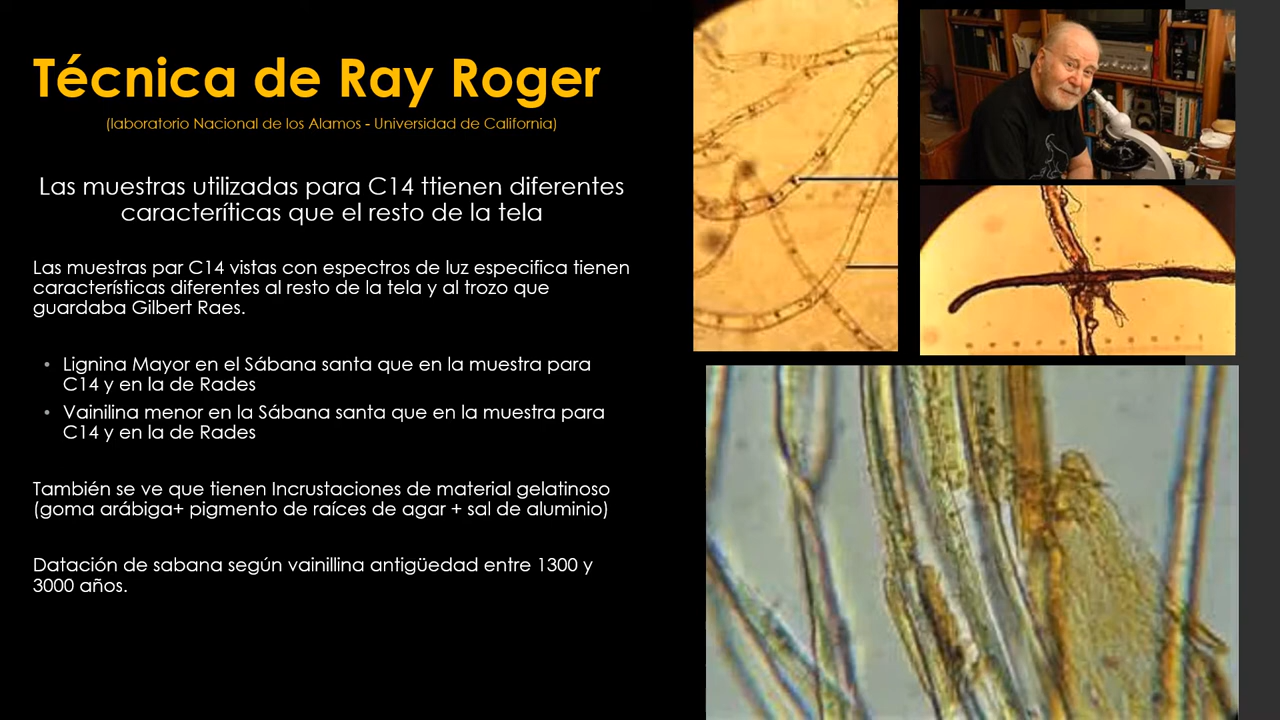 Técnica de Ray Roger
(laboratorio Nacional de los Alamos - Universidad de California)
Las muestras utilizadas para C14 ttienen diferentes
caracteríticas que el resto de la tela
Las muestras par C14 vistas con espectros de luz especifica tienen
características diferentes al resto de la tela y al trozo que
guardaba Gilbert Raes.
• Lignina Mayor en el Sábana santa que en la muestra para
C14 y en la de Rades
• Vainilina menor en la Sábana santa que en la muestra para
C14 y en la de Rades
También se ve que tienen Incrustaciones de material gelatinoso
(goma arábiga+ pigmento de raíces de agar + sal de aluminio)
Datación de sabana según vainillina antigüedad entre 1300 y
3000 años.